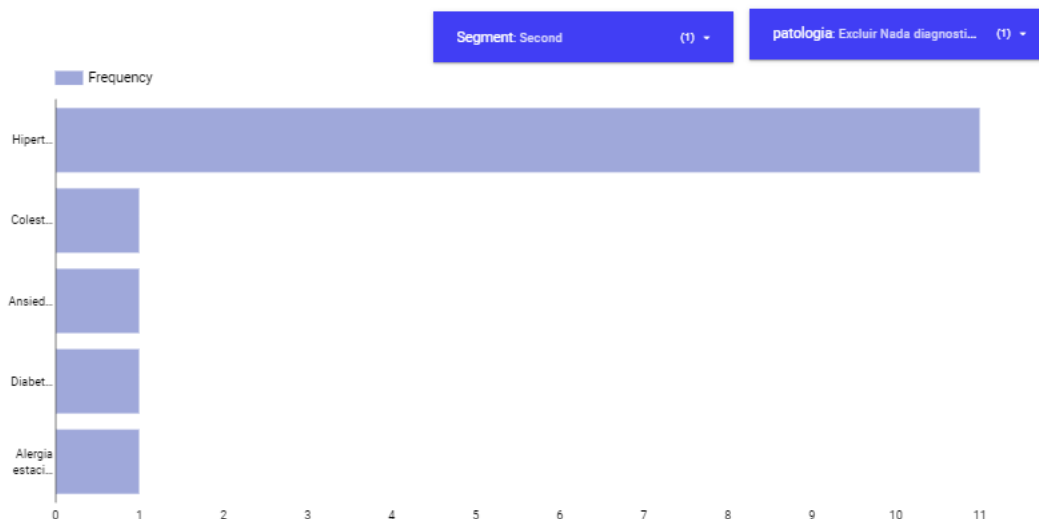 Segment: Second (1)
patologia: Excluir Nada diagnosti... (1)
Frequency
Hipert...
Colest...
Ansied...
Diabet...
Alergia
estaci...
0 1 2 3 4 5 6 7 8 9 10 11